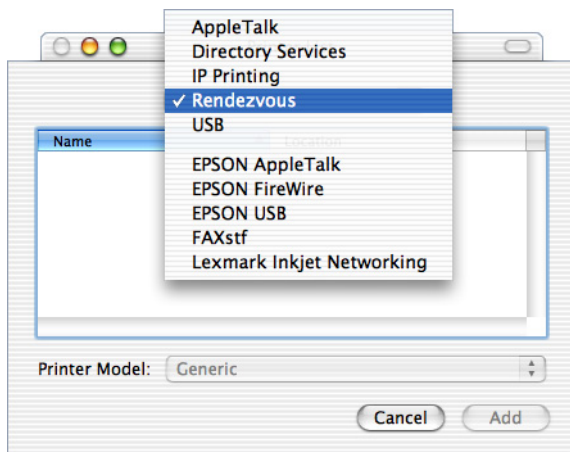 AppleTalk
Directory Services
IP Printing
✓ Rendezvous
USB
EPSON AppleTalk
EPSON FireWire
EPSON USB
FAXstf
Lexmark Inkjet Networking
Name Location
Printer Model: Generic
Cancel Add